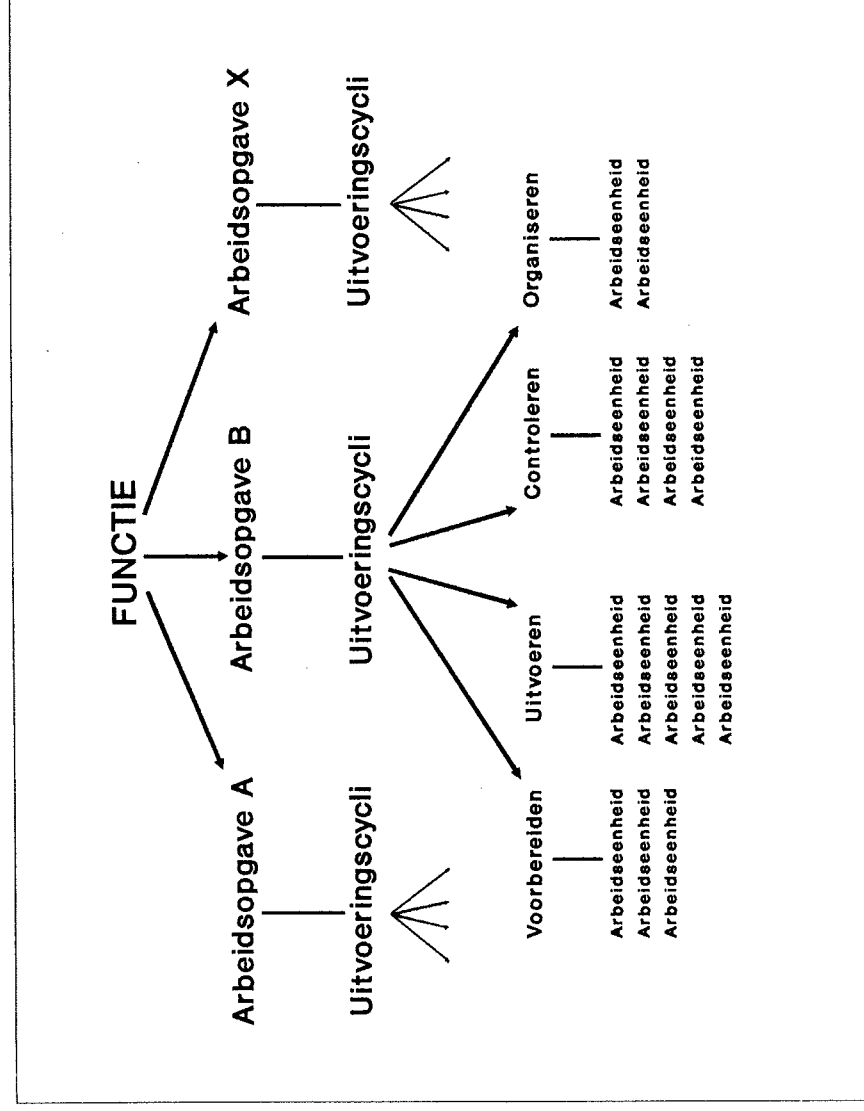 FUNCTIE
Arbeidsopgave A
Arbeidsopgave B
Arbeidsopgave X
Uitvoeringscycli
Uitvoeringscycli
Uitvoeringscycli
Voorbereiden
Uitvoeren
Controleren
Organiseren
Arbeidseenheid
Arbeidseenheid
Arbeidseenheid
Arbeidseenheid
Arbeidseenheid
Arbeidseenheid
Arbeidseenheid
Arbeidseenheid
Arbeidseenheid
Arbeidseenheid
Arbeidseenheid
Arbeidseenheid
Arbeidseenheid
Arbeidseenheid